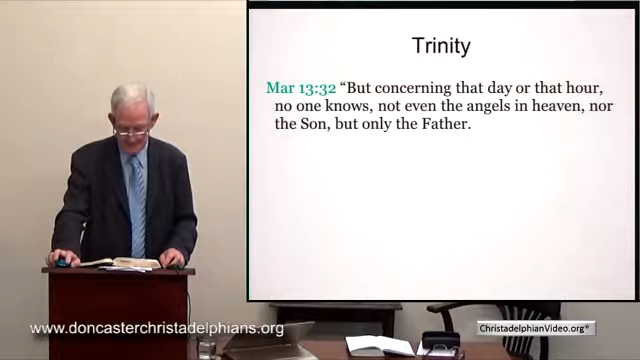 Trinity
Mar 13:32 “But concerning that day or that hour,
no one knows, not even the angels in heaven, nor
the Son, but only the Father.
www.doncasterchristadelphians.org
ChristadelphianVideo.org®